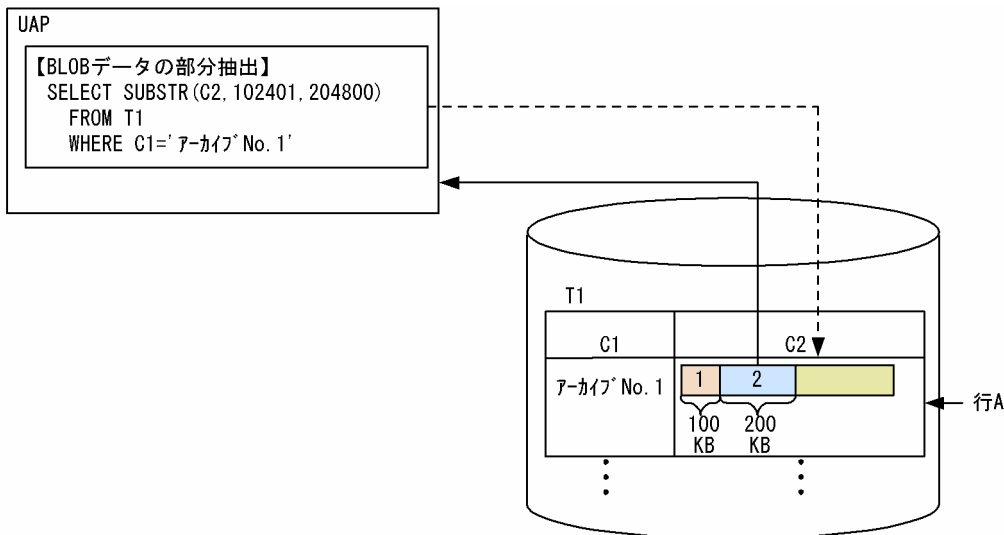 UAP
【BLOBデータの部分抽出】
SELECT SUBSTR(C2,102401,204800)
FROM T1
WHERE C1='ｱｰｶｲﾌﾞNo.1'
T1
C1
C2
ｱｰｶｲﾌﾞNo.1
1
2
行A
100
KB
200
KB